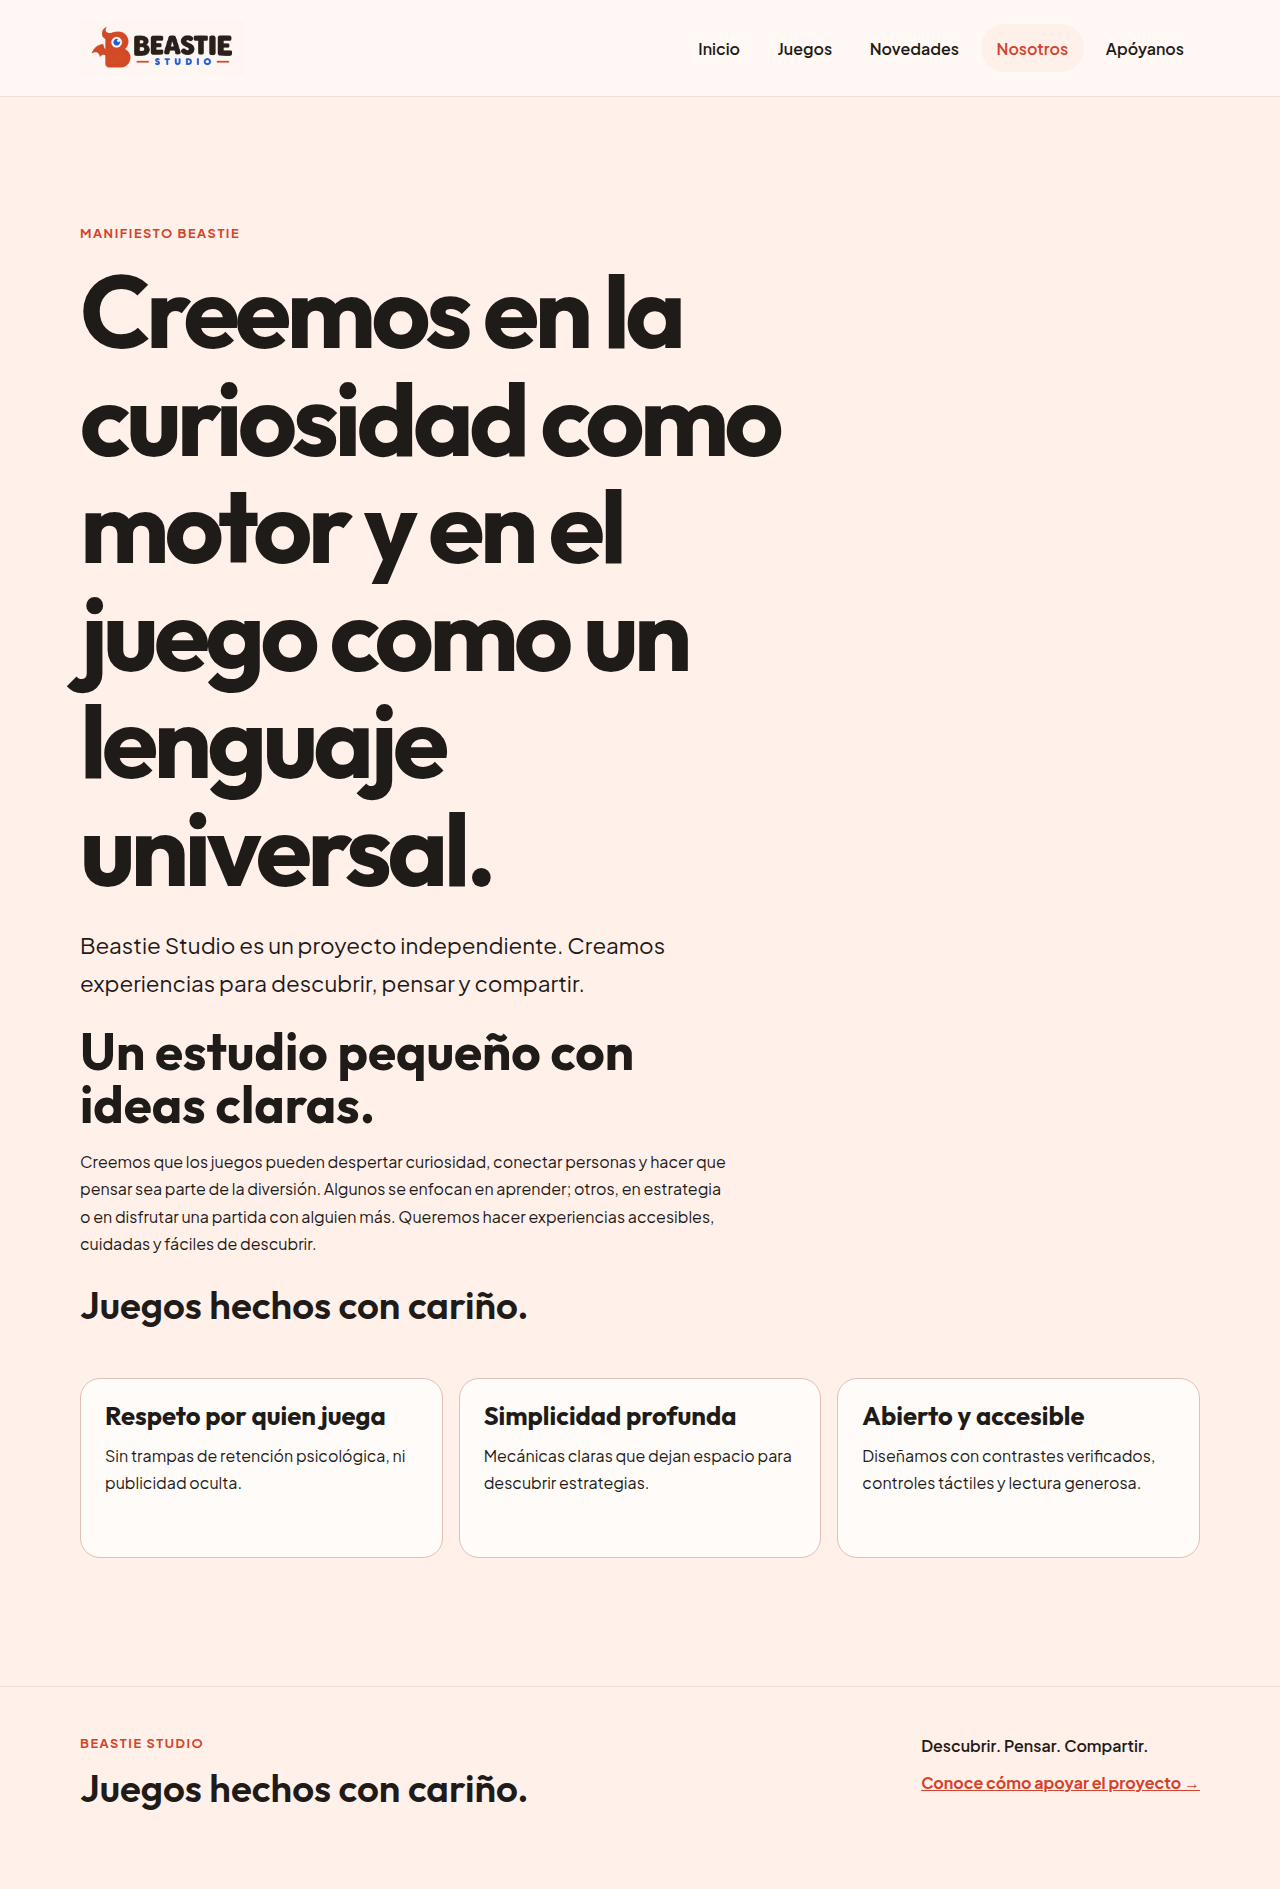 BEASTIE
STUDIO
Inicio
Juegos
Novedades
Nosotros
Apóyanos
MANIFIESTO BEASTIE
Creemos en la
curiosidad como
motor y en el
juego como un
lenguaje
universal.
Beastie Studio es un proyecto independiente. Creamos
experiencias para descubrir, pensar y compartir.
Un estudio pequeño con
ideas claras.
Creemos que los juegos pueden despertar curiosidad, conectar personas y hacer que
pensar sea parte de la diversión. Algunos se enfocan en aprender; otros, en estrategia
o en disfrutar una partida con alguien más. Queremos hacer experiencias accesibles,
cuidadas y fáciles de descubrir.
Juegos hechos con cariño.
Respeto por quien juega
Sin trampas de retención psicológica, ni
publicidad oculta.
Simplicidad profunda
Mecánicas claras que dejan espacio para
descubrir estrategias.
Abierto y accesible
Diseñamos con contrastes verificados,
controles táctiles y lectura generosa.
BEASTIE STUDIO
Juegos hechos con cariño.
Descubrir. Pensar. Compartir.
Conoce cómo apoyar el proyecto →